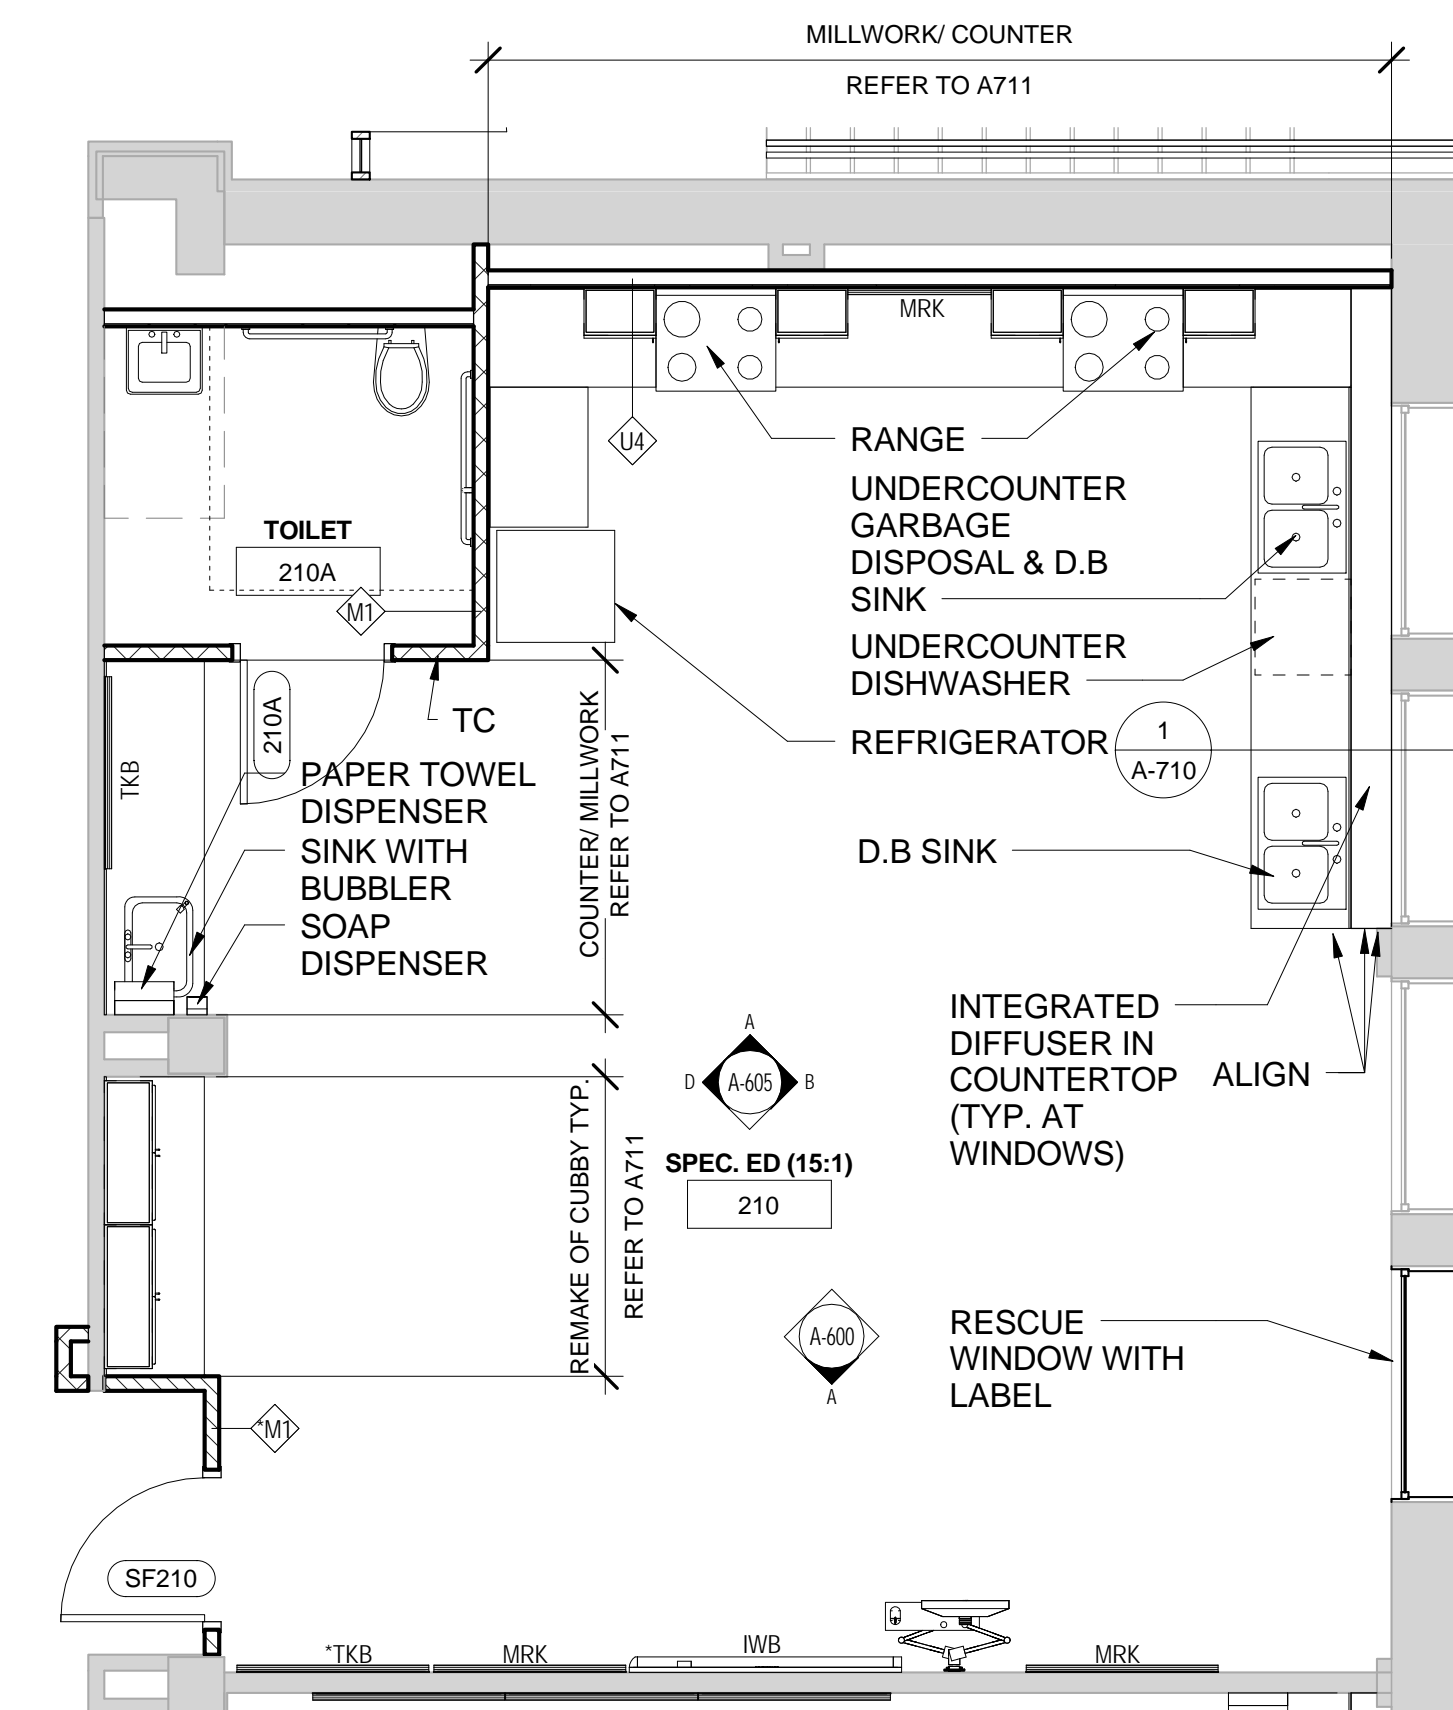 MILLWORK/ COUNTER
REFER TO A711
MRK
U4
RANGE
UNDERCOUNTER
GARBAGE
DISPOSAL & D.B
SINK
UNDERCOUNTER
DISHWASHER
REFRIGERATOR
1
A-710
TOILET
210A
M1
210A
TC
TKB
PAPER TOWEL
DISPENSER
SINK WITH
BUBBLER
SOAP
DISPENSER
COUNTER/ MILLWORK
REFER TO A711
D.B SINK
INTEGRATED
DIFFUSER IN
COUNTERTOP
(TYP. AT
WINDOWS)
ALIGN
A
D
A-605
B
SPEC. ED (15:1)
210
REMAKE OF CUBBY TYP.
REFER TO A711
A-600
A
RESCUE
WINDOW WITH
LABEL
*M1
SF210
*TKB
MRK
IWB
MRK